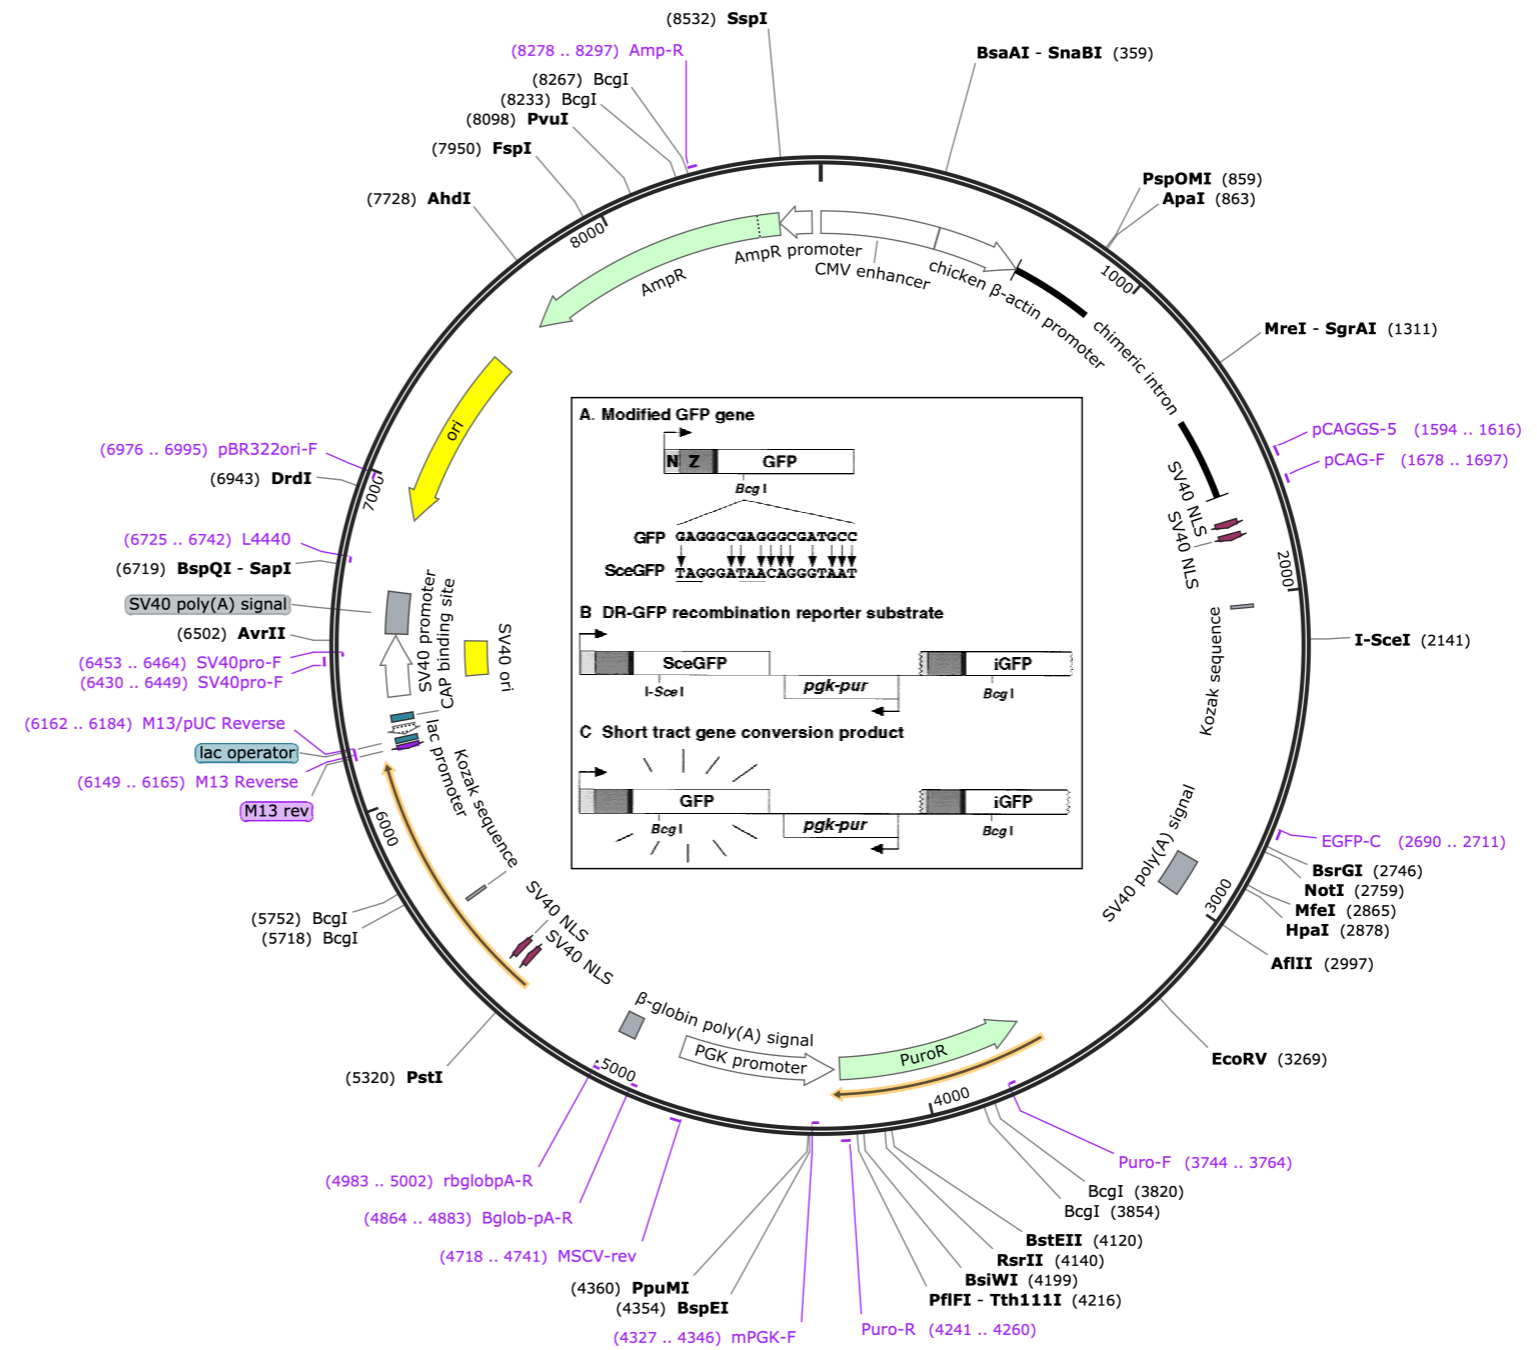 (8532) SspI
(8278 .. 8297) Amp-R
(8267) BcgI
(8233) BcgI
(8098) PvuI
(7950) FspI
(7728) AhdI
BsaAI - SnaBI (359)
PspOMI (859)
ApaI (863)
MreI - SgrAI (1311)
pCAGGS-5 (1594 .. 1616)
pCAG-F (1678 .. 1697)
I-SceI (2141)
EGFP-C (2690 .. 2711)
BsrGI (2746)
NotI (2759)
MfeI (2865)
HpaI (2878)
AflII (2997)
EcoRV (3269)
Puro-F (3744 .. 3764)
BcgI (3820)
BcgI (3854)
BstEII (4120)
RsrII (4140)
BsiWI (4199)
PflFI - Tth111I (4216)
Puro-R (4241 .. 4260)
(4327 .. 4346) mPGK-F
(4354) BspEI
(4360) PpuMI
(4718 .. 4741) MSCV-rev
(4864 .. 4883) Bglob-pA-R
(4983 .. 5002) rbglobpA-R
(5320) PstI
(5718) BcgI
(5752) BcgI
M13 rev
(6149 .. 6165) M13 Reverse
lac operator
(6162 .. 6184) M13/pUC Reverse
(6430 .. 6449) SV40pro-F
(6453 .. 6464) SV40pro-F
(6502) AvrII
SV40 poly(A) signal
(6719) BspQI - SapI
(6725 .. 6742) L4440
(6943) DrdI
(6976 .. 6995) pBR322ori-F
1000
2000
3000
4000
5000
6000
7000
8000
AmpR promoter
AmpR
CMV enhancer
chicken β-actin promoter
chimeric intron
SV40 NLS
SV40 NLS
Kozak sequence
SV40 poly(A) signal
PuroR
PGK promoter
β-globin poly(A) signal
SV40 NLS
SV40 NLS
Kozak sequence
lac promoter
CAP binding site
SV40 promoter
SV40 ori
ori
A. Modified GFP gene
N Z GFP
Bcg I
GFP GAGGGCGAGGGCGATGCC
SceGFP TAGGGATAACAGGGTAAT
B DR-GFP recombination reporter substrate
SceGFP iGFP
I-Sce I pgk-pur Bcg I
C Short tract gene conversion product
GFP iGFP
Bcg I pgk-pur Bcg I